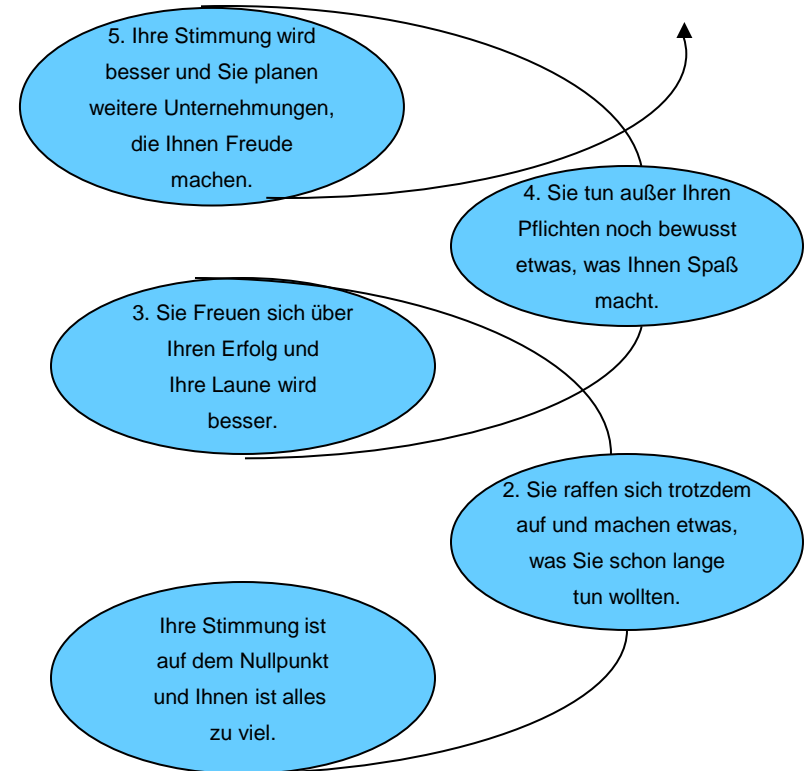 5. Ihre Stimmung wird
besser und Sie planen
weitere Unternehmungen,
die Ihnen Freude
machen.
4. Sie tun außer Ihren
Pflichten noch bewusst
etwas, was Ihnen Spaß
macht.
3. Sie Freuen sich über
Ihren Erfolg und
Ihre Laune wird
besser.
2. Sie raffen sich trotzdem
auf und machen etwas,
was Sie schon lange
tun wollten.
Ihre Stimmung ist
auf dem Nullpunkt
und Ihnen ist alles
zu viel.